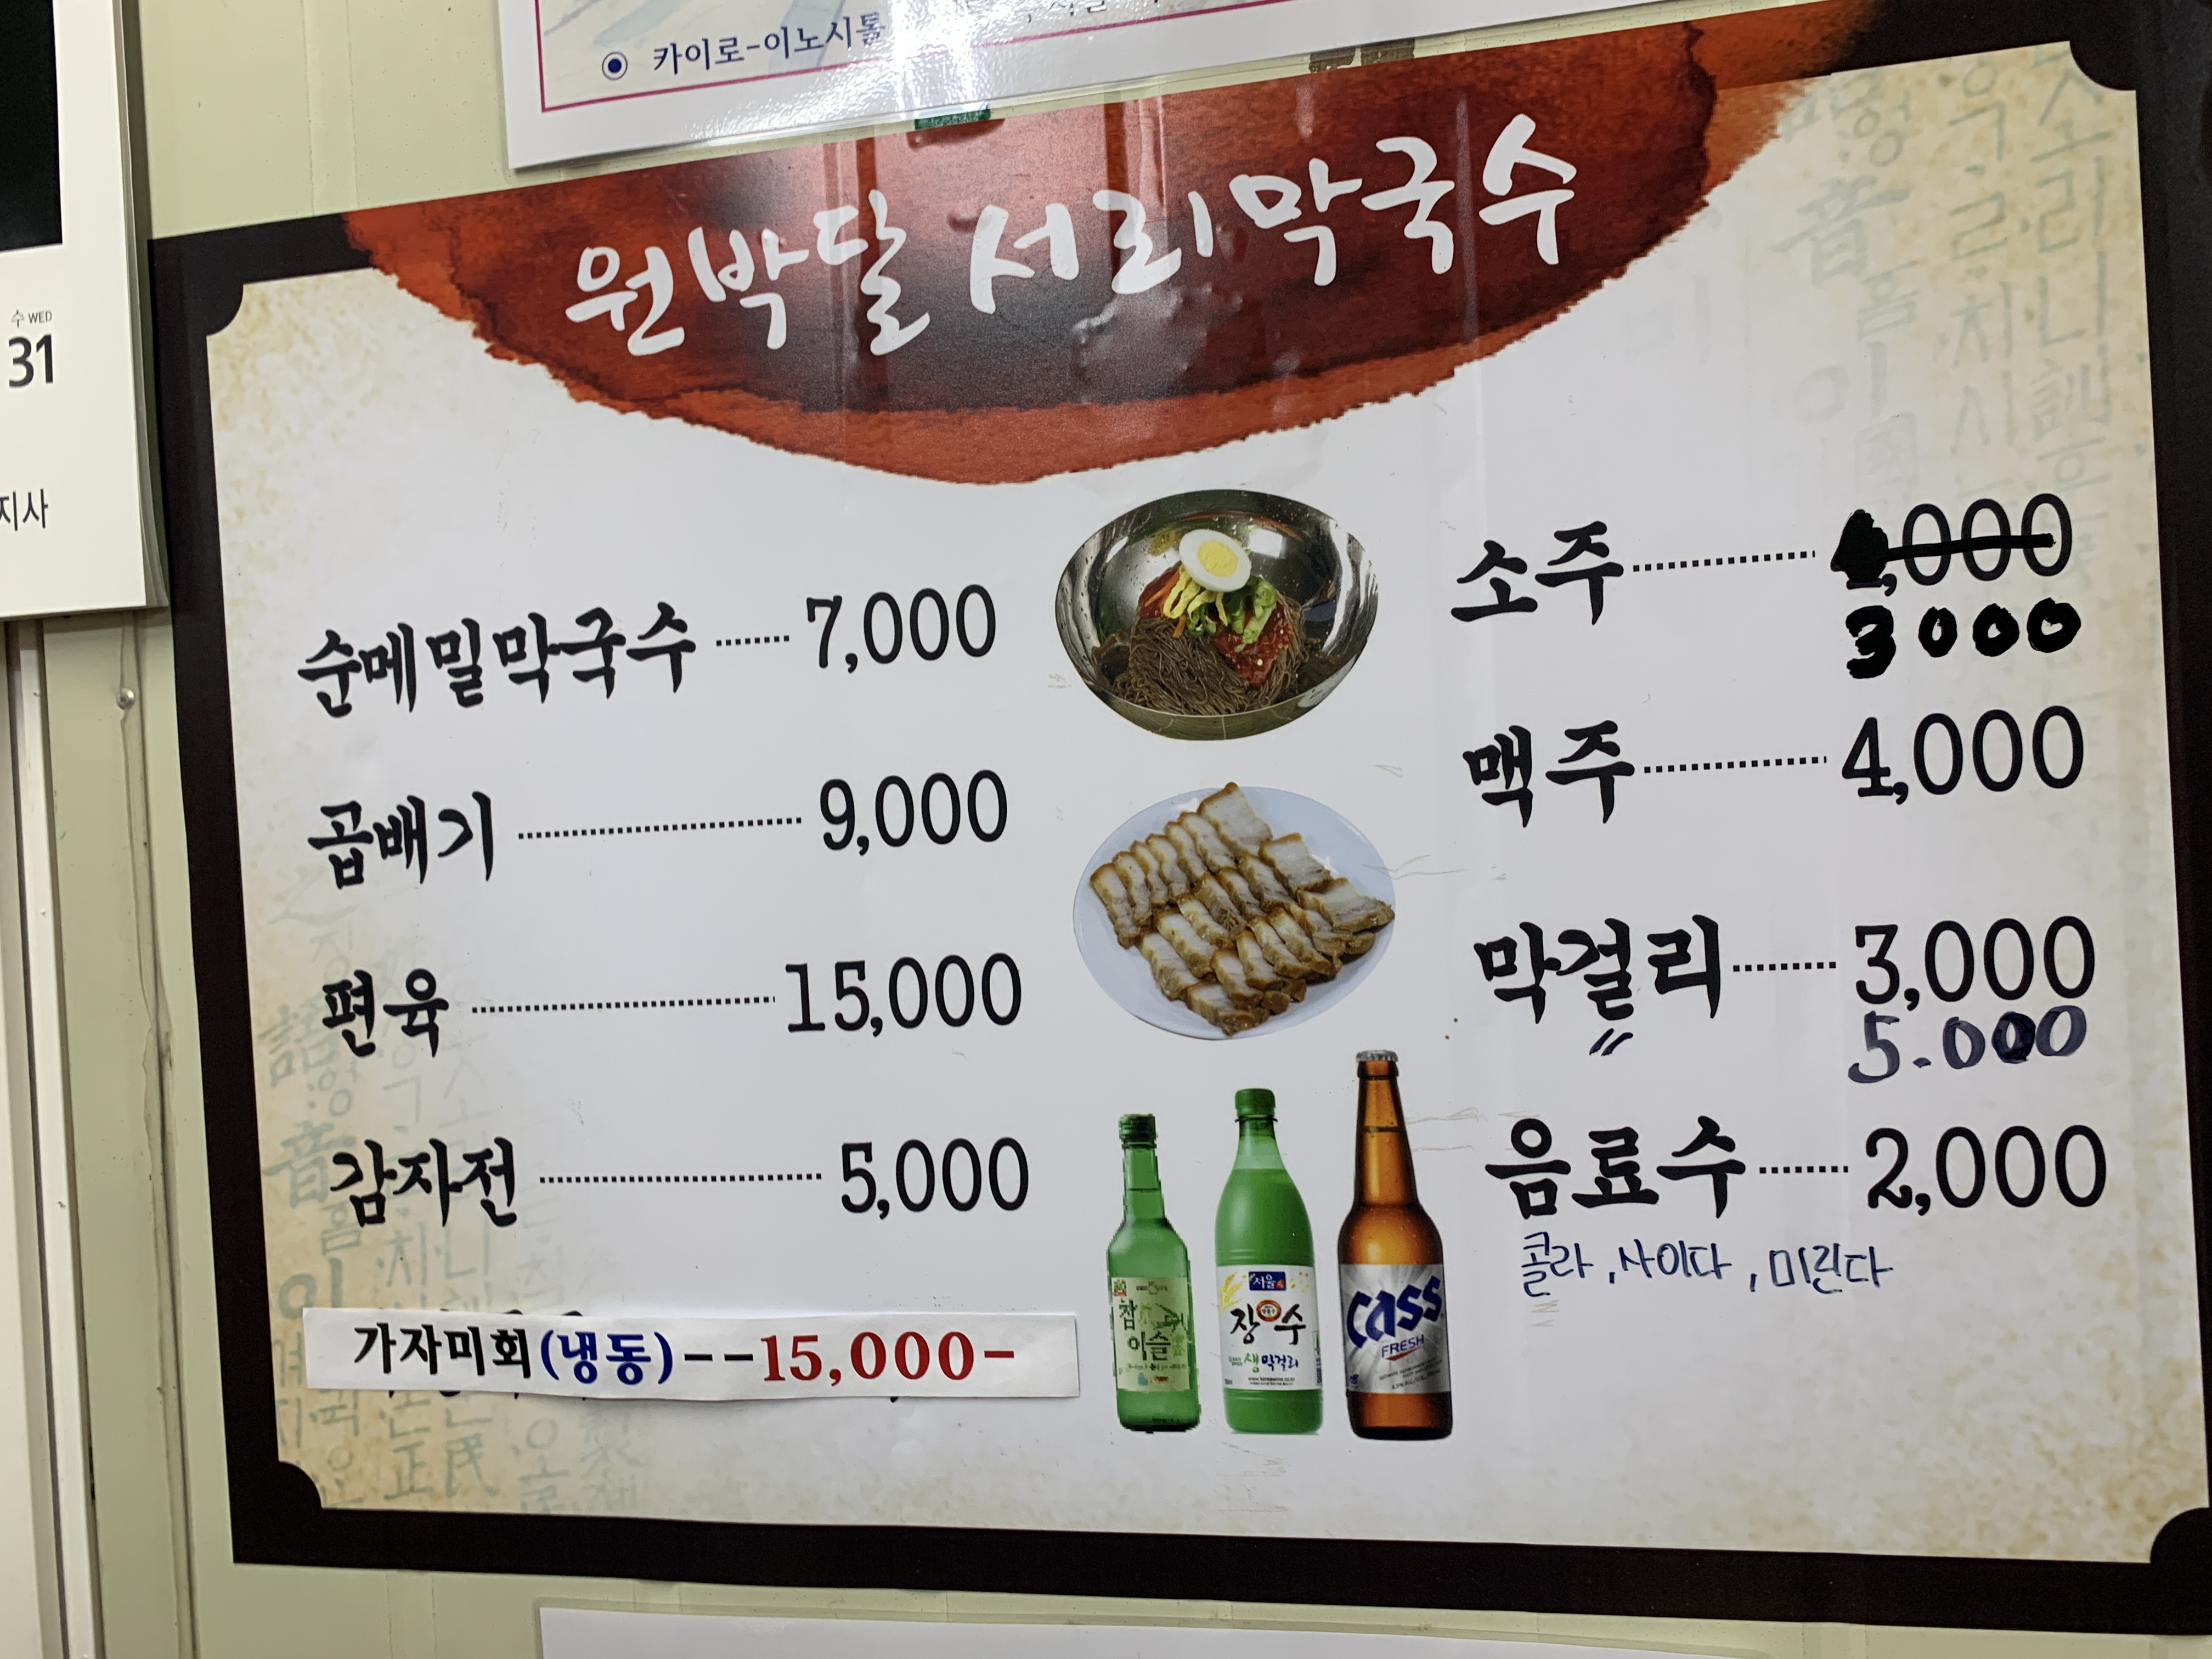 카이로-이노시톨
수 WED
31
지사
원박달 서리막국수
순메밀막국수 ······· 7,000
곱배기 ······················ 9,000
편육 ························ 15,000
감자전 ······················ 5,000
가자미회(냉동)---15,000-
소주 ·············· ,000
3000
맥주 ·············· 4,000
막걸리 ········ 3,000
〃 5.000
음료수 ······· 2,000
콜라, 사이다, 미린다
참
이슬
서울
장수
생막걸리
cass
FRESH